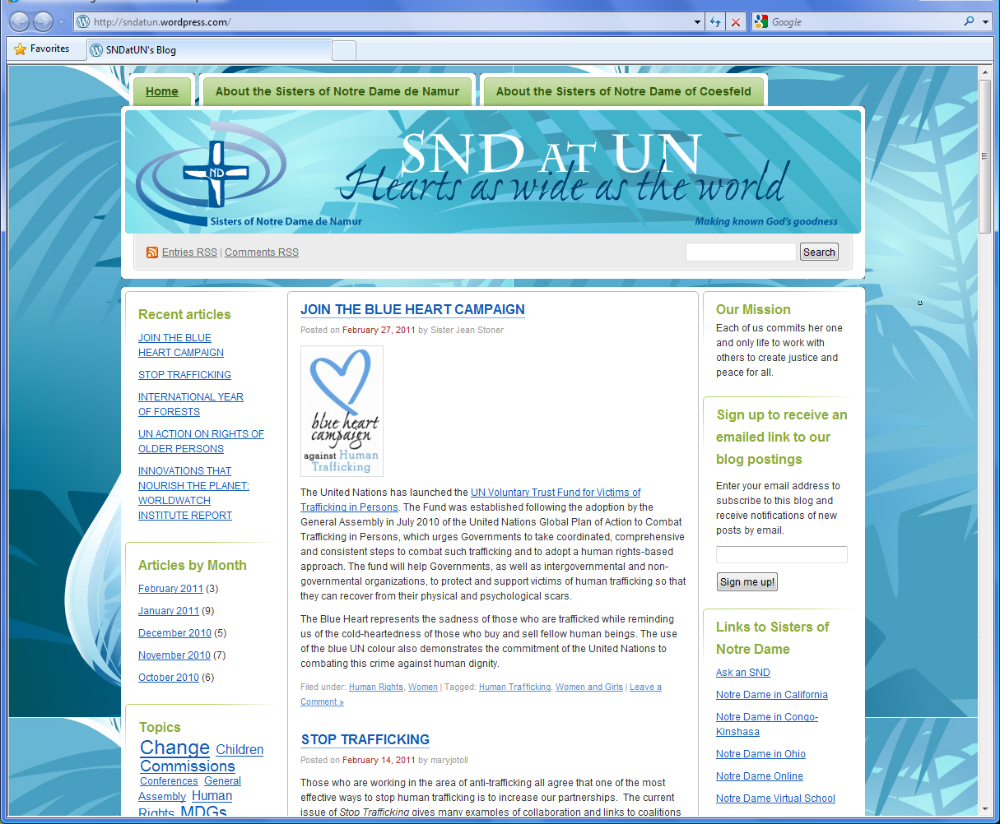 http://sndatun.wordpress.com/
Google
Favorites
SNDatUN's Blog
Home
About the Sisters of Notre Dame de Namur
About the Sisters of Notre Dame of Coesfeld
SND AT UN
Hearts as wide as the world
ND
Sisters of Notre Dame de Namur
Making known God's goodness
Entries RSS | Comments RSS
Search
Recent articles
JOIN THE BLUE
HEART CAMPAIGN
STOP TRAFFICKING
INTERNATIONAL YEAR
OF FORESTS
UN ACTION ON RIGHTS OF
OLDER PERSONS
INNOVATIONS THAT
NOURISH THE PLANET:
WORLDWATCH
INSTITUTE REPORT
Articles by Month
February 2011 (3)
January 2011 (9)
December 2010 (5)
November 2010 (7)
October 2010 (6)
Topics
Change Children
Commissions
Conferences General
Assembly Human
Rights MDGs
JOIN THE BLUE HEART CAMPAIGN
Posted on February 27, 2011 by Sister Jean Stoner
blue heart
campaign
against Human
Trafficking
The United Nations has launched the UN Voluntary Trust Fund for Victims of
Trafficking in Persons. The Fund was established following the adoption by the
General Assembly in July 2010 of the United Nations Global Plan of Action to Combat
Trafficking in Persons, which urges Governments to take coordinated, comprehensive
and consistent steps to combat such trafficking and to adopt a human rights-based
approach. The fund will help Governments, as well as intergovernmental and non-
governmental organizations, to protect and support victims of human trafficking so that
they can recover from their physical and psychological scars.
The Blue Heart represents the sadness of those who are trafficked while reminding
us of the cold-heartedness of those who buy and sell fellow human beings. The use
of the blue UN colour also demonstrates the commitment of the United Nations to
combating this crime against human dignity.
Filed under: Human Rights, Women | Tagged: Human Trafficking, Women and Girls | Leave a
Comment »
STOP TRAFFICKING
Posted on February 14, 2011 by maryjotoll
Those who are working in the area of anti-trafficking all agree that one of the most
effective ways to stop human trafficking is to increase our partnerships.  The current
issue of Stop Trafficking gives many examples of collaboration and links to coalitions
Our Mission
Each of us commits her one
and only life to work with
others to create justice and
peace for all.
Sign up to receive an
emailed link to our
blog postings
Enter your email address to
subscribe to this blog and
receive notifications of new
posts by email.
Sign me up!
Links to Sisters of
Notre Dame
Ask an SND
Notre Dame in California
Notre Dame in Congo-
Kinshasa
Notre Dame in Ohio
Notre Dame Online
Notre Dame Virtual School